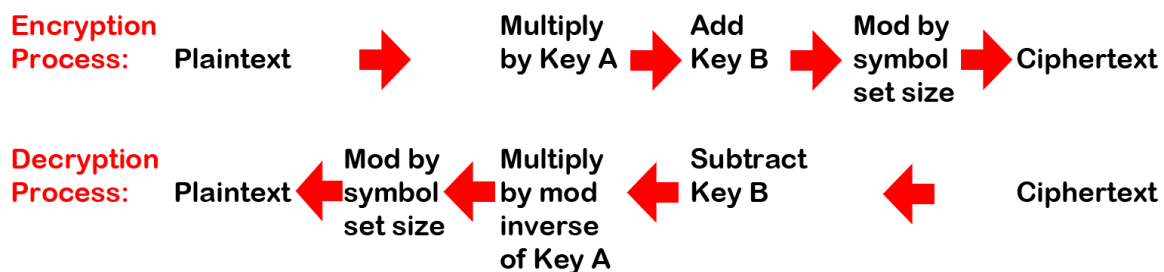 Encryption Multiply Add Mod by
Process: Plaintext by Key A Key B symbol Ciphertext
set size
Decryption Mod by Multiply Subtract
Process: Plaintext symbol by mod Key B Ciphertext
set size inverse
of Key A